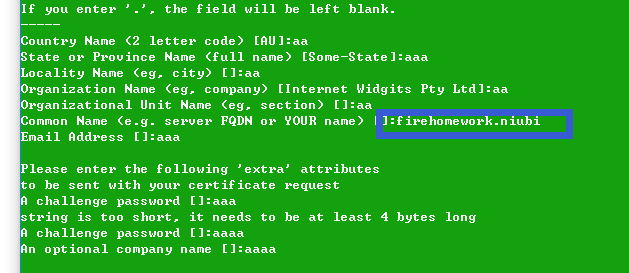 If you enter '.', the field will be left blank.
-----
Country Name (2 letter code) [AU]:aa
State or Province Name (full name) [Some-State]:aaa
Locality Name (eg, city) []:aa
Organization Name (eg, company) [Internet Widgits Pty Ltd]:aa
Organizational Unit Name (eg, section) []:aa
Common Name (e.g. server FQDN or YOUR name) []:firehomework.niubi
Email Address []:aaa
Please enter the following 'extra' attributes
to be sent with your certificate request
A challenge password []:aaa
string is too short, it needs to be at least 4 bytes long
A challenge password []:aaaa
An optional company name []:aaaa